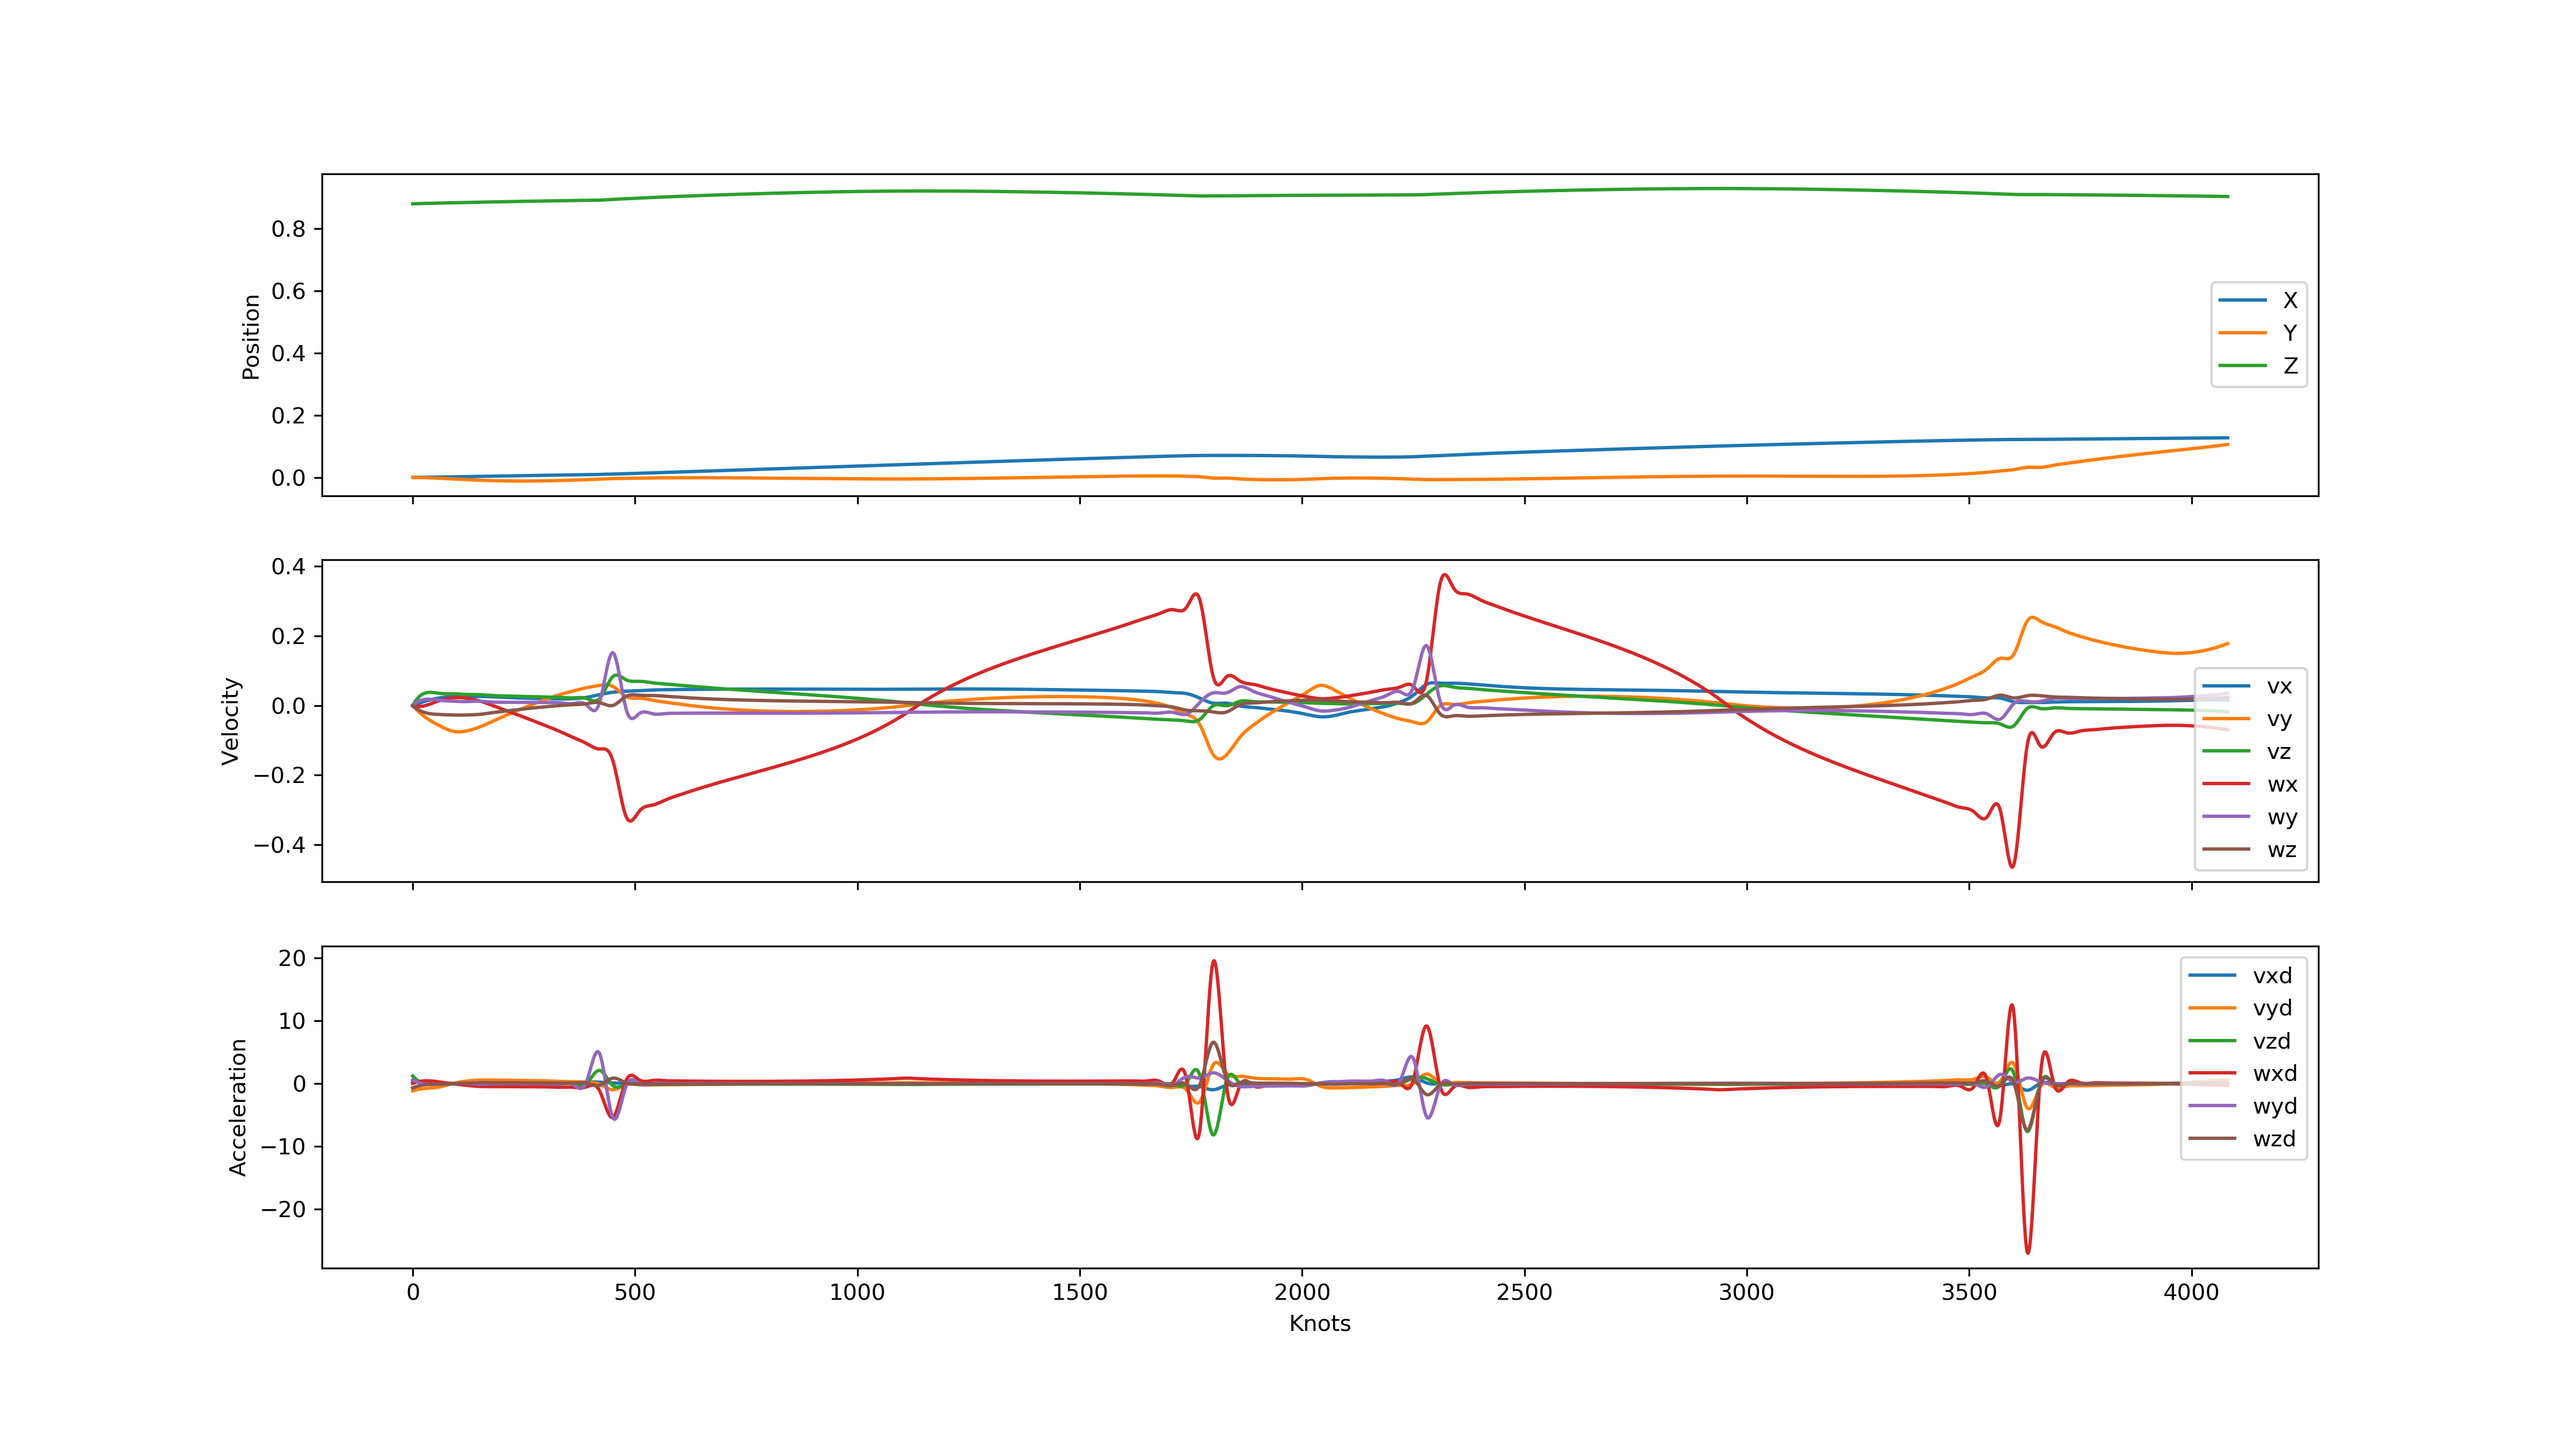 Position
0.8
0.6
0.4
0.2
0.0
X
Y
Z
Velocity
0.4
0.2
0.0
−0.2
−0.4
vx
vy
vz
wx
wy
wz
Acceleration
20
10
0
−10
−20
vxd
vyd
vzd
wxd
wyd
wzd
0 500 1000 1500 2000 2500 3000 3500 4000
Knots